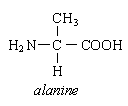 CH₃
H₂N—C—COOH
H
alanine